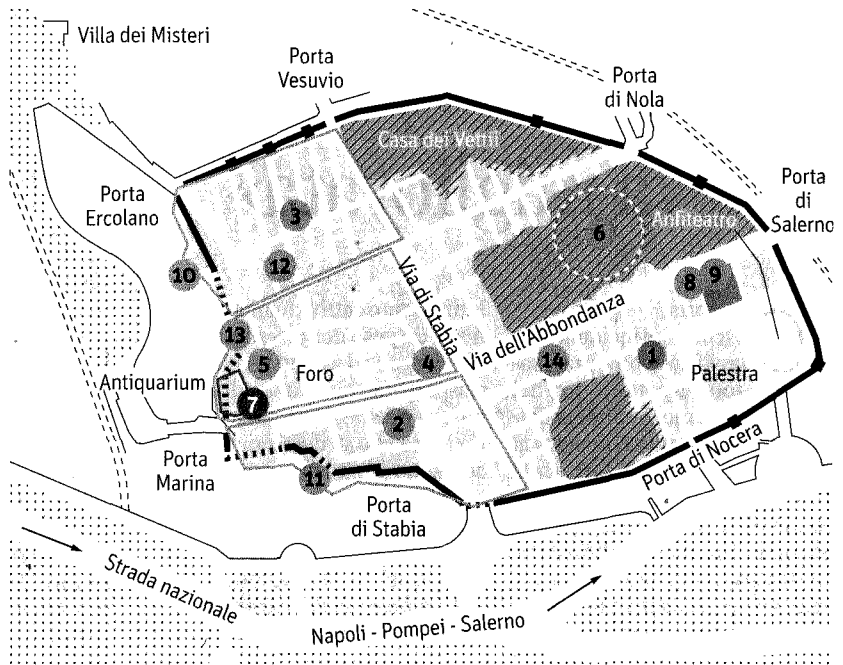 Villa dei Misteri
Porta
Vesuvio
Porta
di Nola
Casa dei Vettii
Porta
Ercolano
Porta
di
Salerno
3
Anfiteatro
6
10
12
Via di Stabia
8
9
13
Via dell'Abbondanza
5
Foro
4
14
1
Antiquarium
Palestra
7
2
Porta
Marina
11
Porta di Nocera
Porta
di Stabia
Strada nazionale
Napoli - Pompei - Salerno